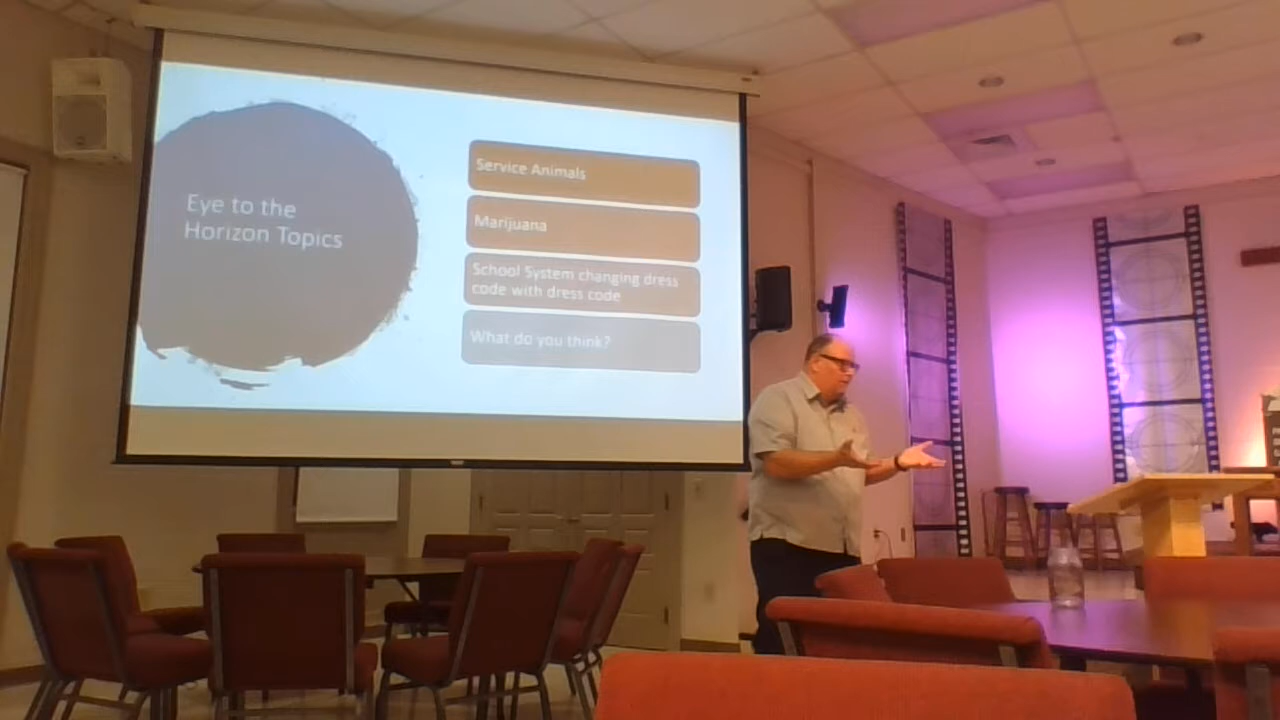 Eye to the
Horizon Topics
Service Animals
Marijuana
School System changing dress
code with dress code
What do you think?